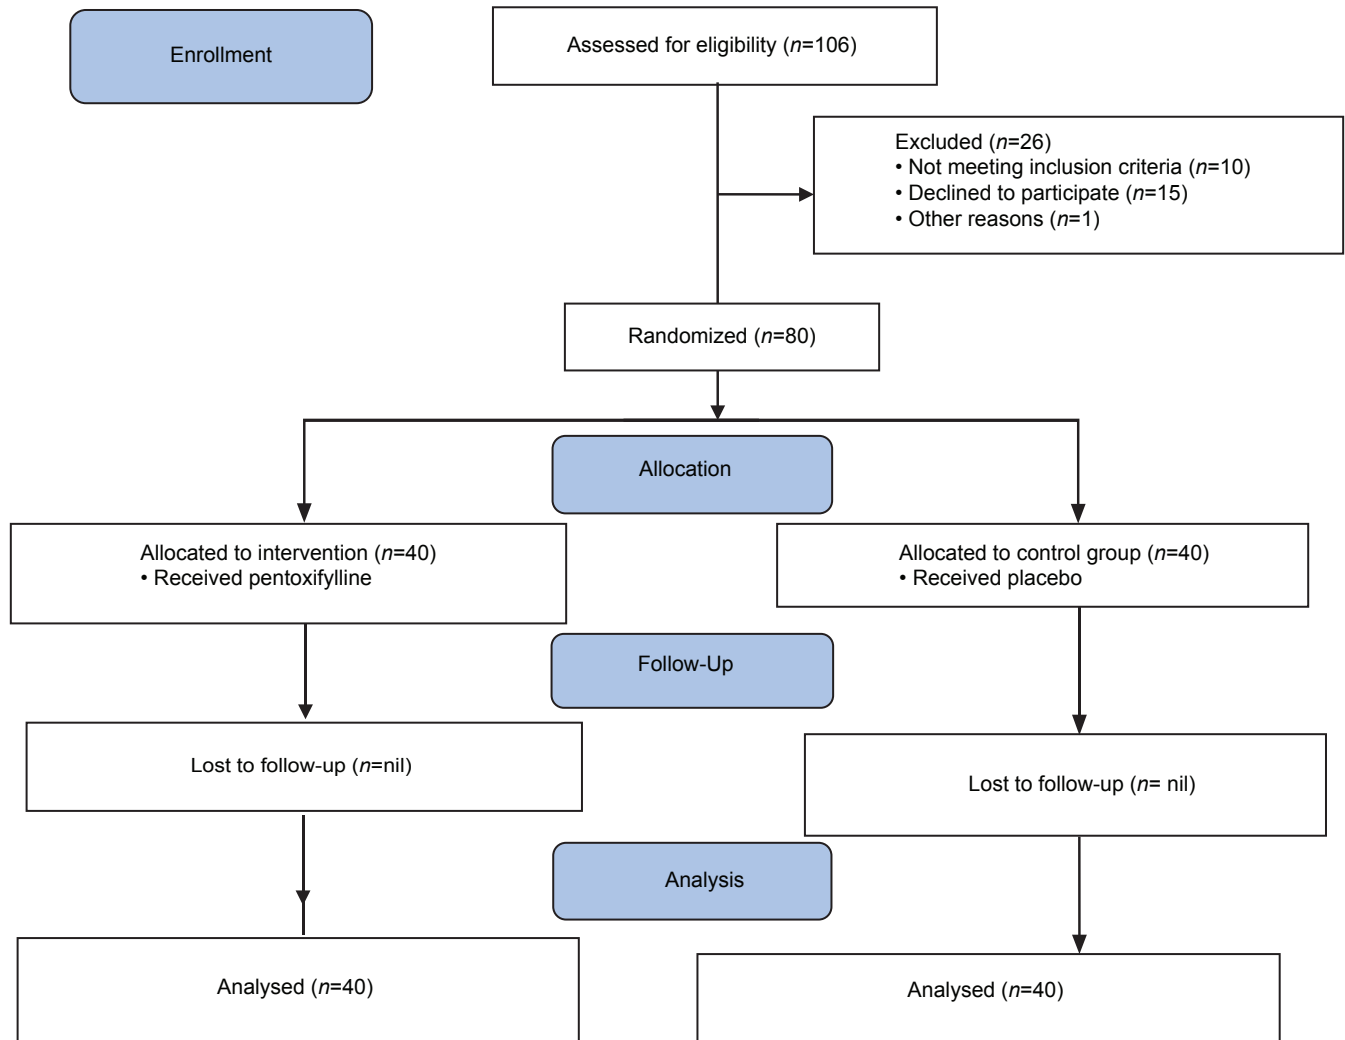 Enrollment
Assessed for eligibility (n=106)
Excluded (n=26)
• Not meeting inclusion criteria (n=10)
• Declined to participate (n=15)
• Other reasons (n=1)
Randomized (n=80)
Allocation
Allocated to intervention (n=40)
• Received pentoxifylline
Allocated to control group (n=40)
• Received placebo
Follow-Up
Lost to follow-up (n=nil)
Lost to follow-up (n= nil)
Analysis
Analysed (n=40)
Analysed (n=40)